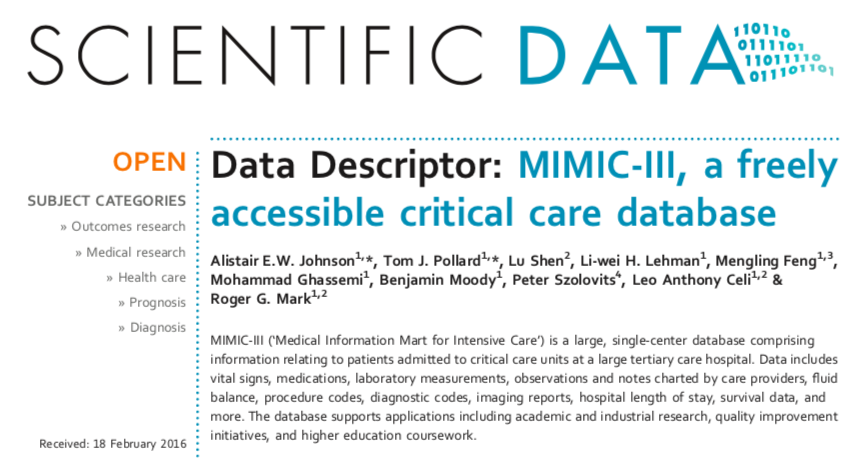 SCIENTIFIC DATA
110110
0111101
11011110
0111101101
OPEN
SUBJECT CATEGORIES
» Outcomes research
» Medical research
» Health care
» Prognosis
» Diagnosis
Received: 18 February 2016
Data Descriptor: MIMIC-III, a freely
accessible critical care database
Alistair E.W. Johnson1,*, Tom J. Pollard1,*, Lu Shen2, Li-wei H. Lehman1, Mengling Feng1,3,
Mohammad Ghassemi1, Benjamin Moody1, Peter Szolovits4, Leo Anthony Celi1,2 &
Roger G. Mark1,2
MIMIC-III (‘Medical Information Mart for Intensive Care’) is a large, single-center database comprising
information relating to patients admitted to critical care units at a large tertiary care hospital. Data includes
vital signs, medications, laboratory measurements, observations and notes charted by care providers, fluid
balance, procedure codes, diagnostic codes, imaging reports, hospital length of stay, survival data, and
more. The database supports applications including academic and industrial research, quality improvement
initiatives, and higher education coursework.